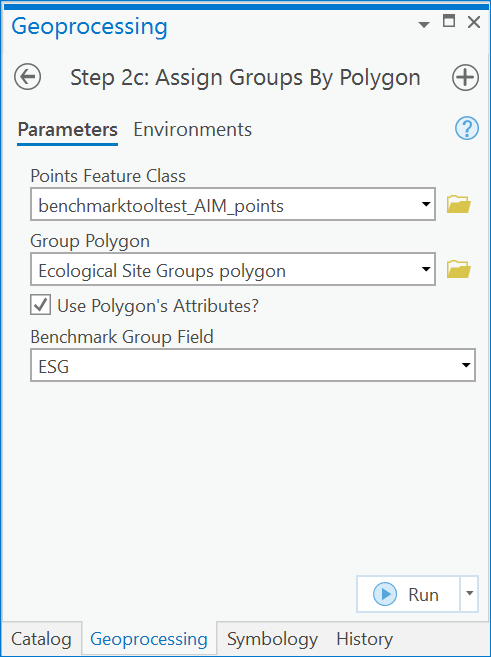 Geoprocessing
Step 2c: Assign Groups By Polygon
Parameters Environments
?
Points Feature Class
benchmarktooltest_AIM_points
Group Polygon
Ecological Site Groups polygon
Use Polygon's Attributes?
Benchmark Group Field
ESG
Run
Catalog Geoprocessing Symbology History